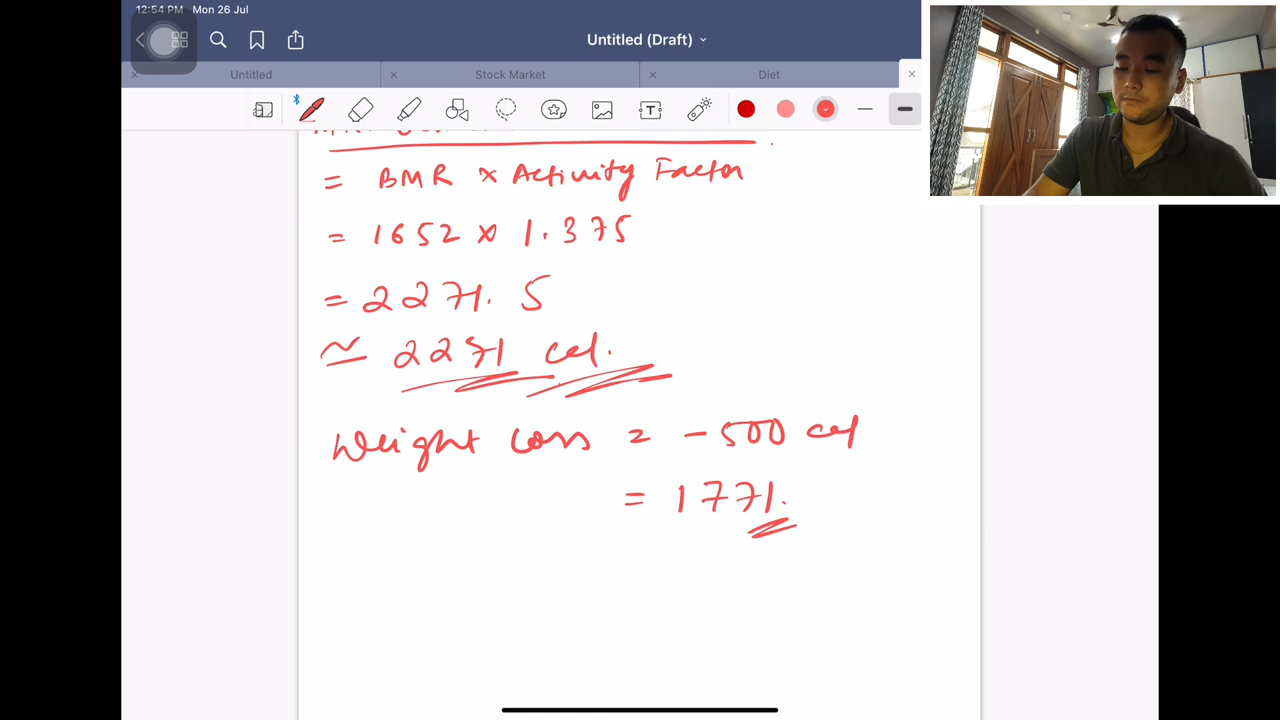 12:54 PM Mon 26 Jul
Untitled (Draft)
Untitled
Stock Market
Diet
= BMR × Activity Factor
= 1652 × 1.375
= 2271.5
≅ 2271 cal.
Weight Loss = -500 cal
= 1771.